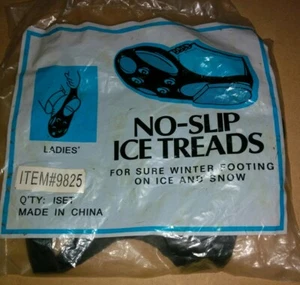 LADIES'
NO-SLIP
ICE TREADS
FOR SURE WINTER FOOTING
ON ICE AND SNOW
ITEM#9825
Q'TY: 1SET
MADE IN CHINA